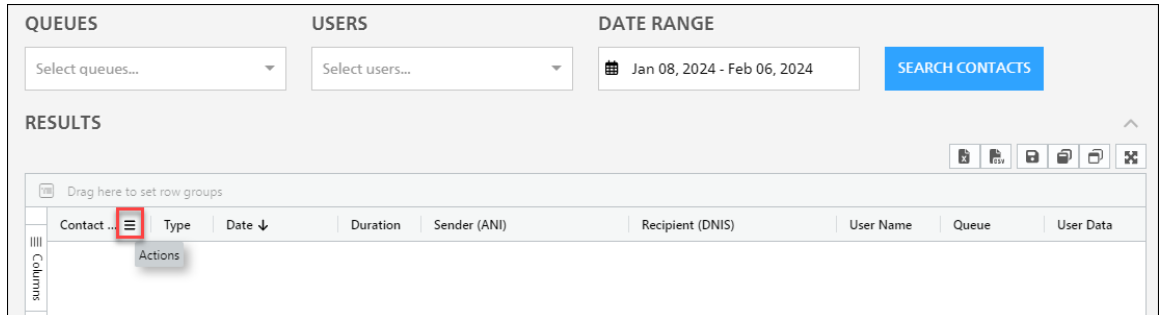 QUEUES USERS DATE RANGE
Select queues... Select users... Jan 08, 2024 - Feb 06, 2024 SEARCH CONTACTS
RESULTS
Drag here to set row groups
Contact ... Type Date Duration Sender (ANI) Recipient (DNIS) User Name Queue User Data
Actions
Columns